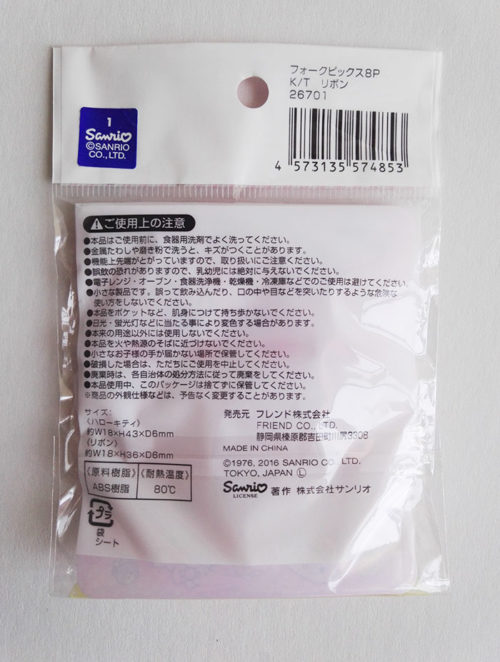 フォークピックス8P
K/T リボン
26701
4 573135 574853
1
Sanrio
©SANRIO
CO., LTD.
ご使用上の注意
●本品はご使用前に、食器用洗剤でよく洗ってください。
●金属たわしや磨き粉で洗うと、キズがつくことがあります。
●機能上先端がとがっていますので、取り扱いにご注意ください。
●誤飲の恐れがありますので、乳幼児には絶対に与えないでください。
●電子レンジ・オーブン・食器洗浄機・乾燥機・冷凍庫などでのご使用は避けてください。
●小さな製品です。誤って飲み込んだり、口の中や目などを突いたりするような危険な
使い方をしないでください。
●本品をポケットなど、肌身につけて持ち歩かないでください。
●日光・蛍光灯などに当たる事により変色する場合があります。
●本来の用途以外には使用しないでください。
●本品を火や熱源のそばに近づけないでください。
●小さなお子様の手が届かない場所で保管してください。
●破損した場合は、ただちにご使用を中止してください。
●廃棄時は、各自治体の処分方法に従って廃棄をしてください。
●本品使用中、このパッケージは捨てずに保管してください。
※商品の外観仕様などは、予告なく変更することがあります。
サイズ:
(ハローキティ)
約W18×H43×D6mm
(リボン)
約W18×H36×D6mm
〈原料樹脂〉 〈耐熱温度〉
ABS樹脂 80℃
プラ
袋
シート
発売元 フレンド株式会社
FRIEND CO., LTD.
静岡県榛原郡吉田町川尻3308
MADE IN CHINA
©1976, 2016 SANRIO CO., LTD.
TOKYO, JAPAN Ⓛ
Sanrio
LICENSE
著作 株式会社サンリオ